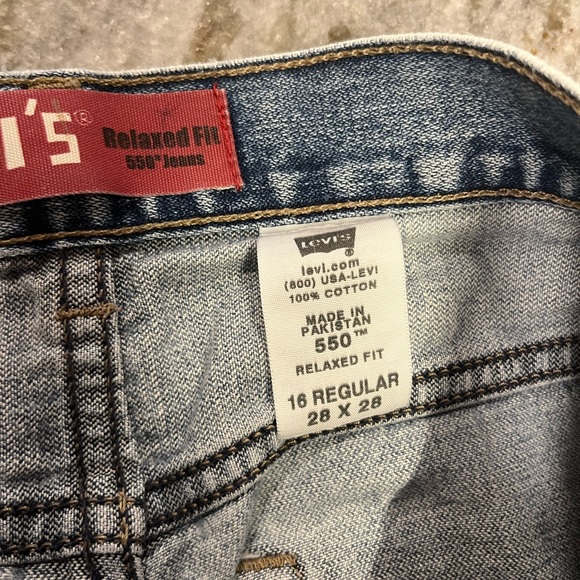 I'S®
Relaxed Fit
550™ Jeans
LEVI'S
®
levi.com
(800) USA-LEVI
100% COTTON
MADE IN
PAKISTAN
550™
RELAXED FIT
16 REGULAR
28 X 28